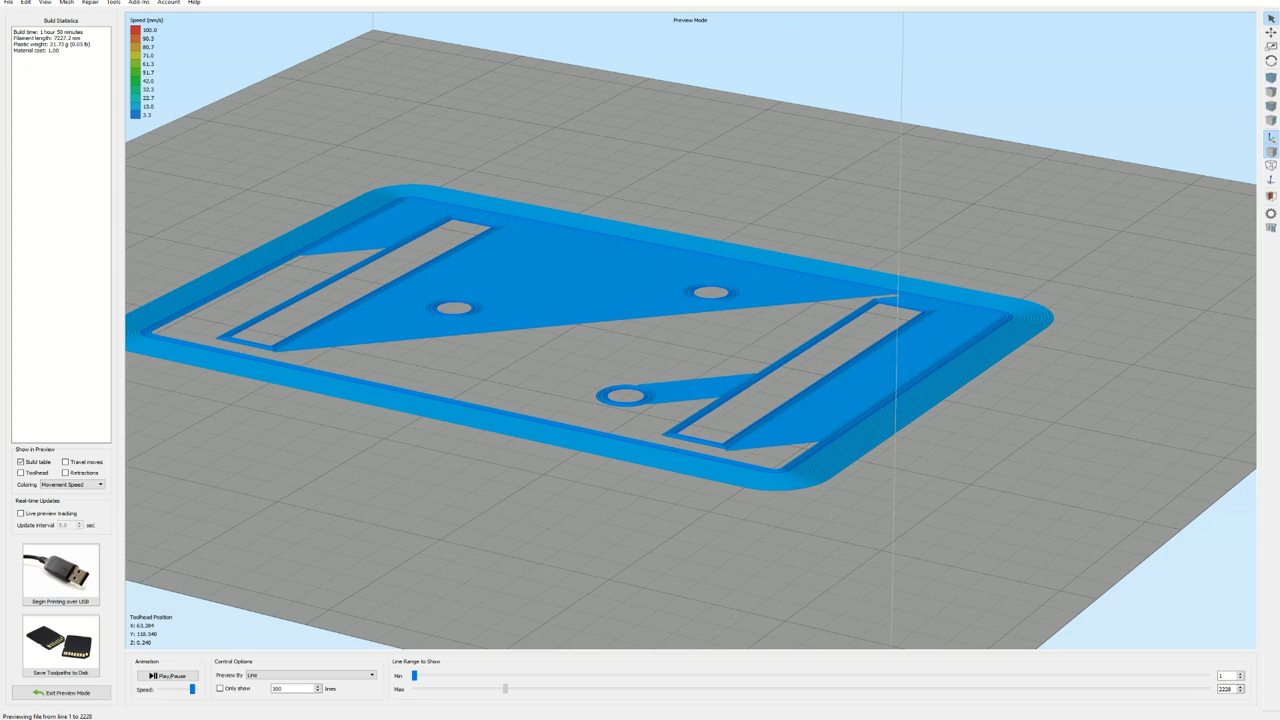 File Edit View Mesh Repair Tools Add-Ins Account Help
Build Statistics
Build time: 1 hour 50 minutes
Filament length: 7227.2 mm
Plastic weight: 21.73 g (0.05 lb)
Material cost: 1.00
Speed (mm/s)
100.0
90.3
80.7
71.0
61.3
51.7
42.0
32.3
22.7
13.0
3.3
Preview Mode
Show in Preview
Build table Travel moves
Toolhead Retractions
Coloring Movement Speed
Real-time Updates
Live preview tracking
Update interval 5.0 sec
Begin Printing over USB
Save Toolpaths to Disk
Exit Preview Mode
Toolhead Position
X: 63.284
Y: 118.540
Z: 0.240
Animation
Play/Pause
Speed:
Control Options
Preview By Line
Only show 100 lines
Line Range to Show
Min 1
Max 2228
Previewing file from line 1 to 2228